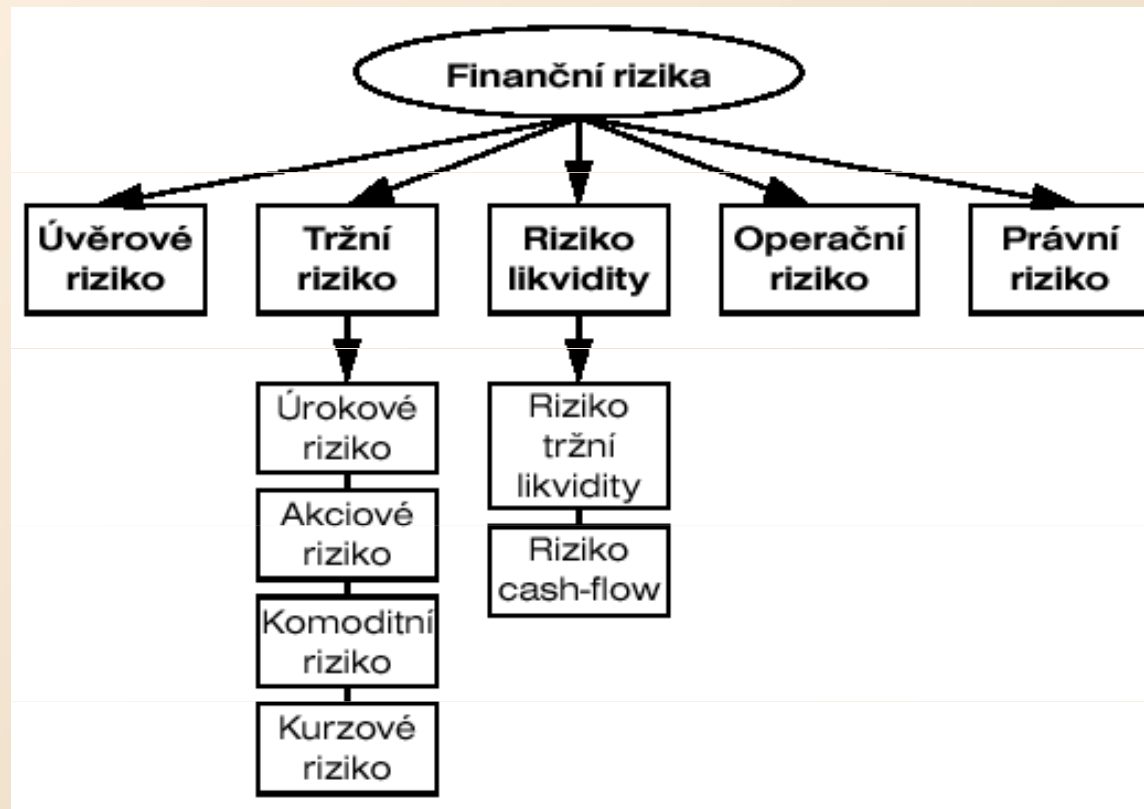 Finanční rizika
Úvěrové
riziko
Tržní
riziko
Riziko
likvidity
Operační
riziko
Právní
riziko
Úrokové
riziko
Akciové
riziko
Komoditní
riziko
Kurzové
riziko
Riziko
tržní
likvidity
Riziko
cash-flow